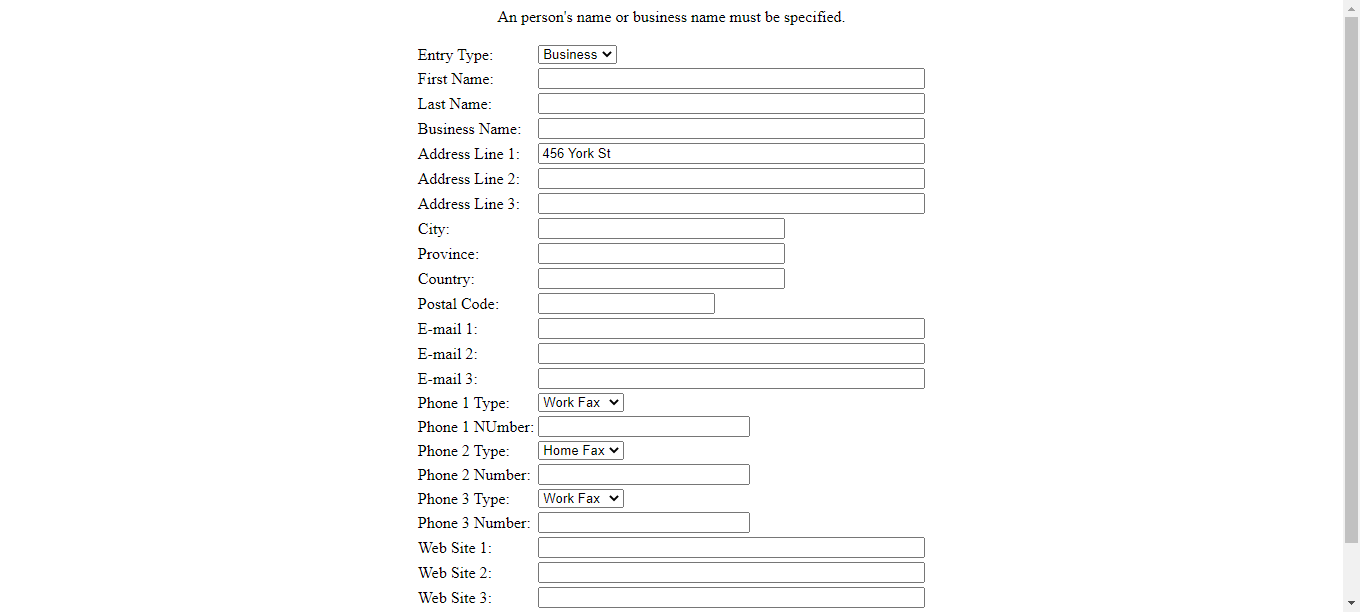 An person's name or business name must be specified.
Entry Type: Business
First Name:
Last Name:
Business Name:
Address Line 1: 456 York St
Address Line 2:
Address Line 3:
City:
Province:
Country:
Postal Code:
E-mail 1:
E-mail 2:
E-mail 3:
Phone 1 Type: Work Fax
Phone 1 NUmber:
Phone 2 Type: Home Fax
Phone 2 Number:
Phone 3 Type: Work Fax
Phone 3 Number:
Web Site 1:
Web Site 2:
Web Site 3: